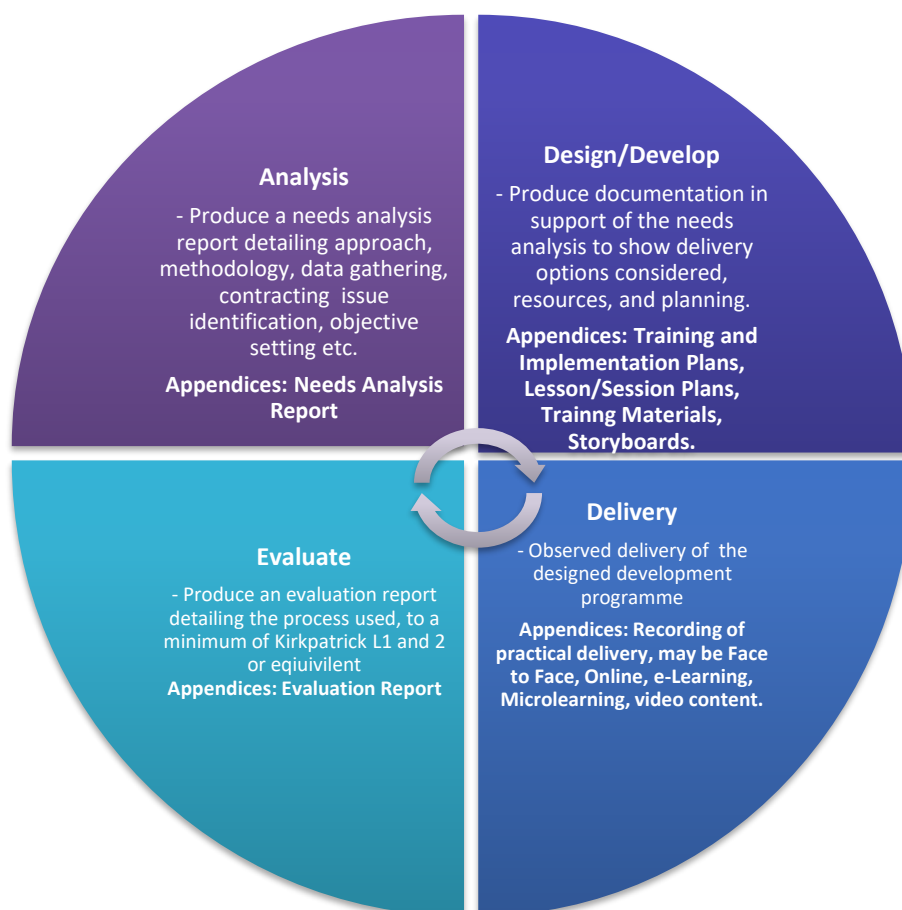 Analysis
- Produce a needs analysis
report detailing approach,
methodology, data gathering,
contracting issue
identification, objective
setting etc.
Appendices: Needs Analysis
Report
Design/Develop
- Produce documentation in
support of the needs
analysis to show delivery
options considered,
resources, and planning.
Appendices: Training and
Implementation Plans,
Lesson/Session Plans,
Trainng Materials,
Storyboards.
Delivery
- Observed delivery of the
designed development
programme
Appendices: Recording of
practical delivery, may be Face
to Face, Online, e-Learning,
Microlearning, video content.
Evaluate
- Produce an evaluation report
detailing the process used, to a
minimum of Kirkpatrick L1 and 2
or eqiuivilent
Appendices: Evaluation Report